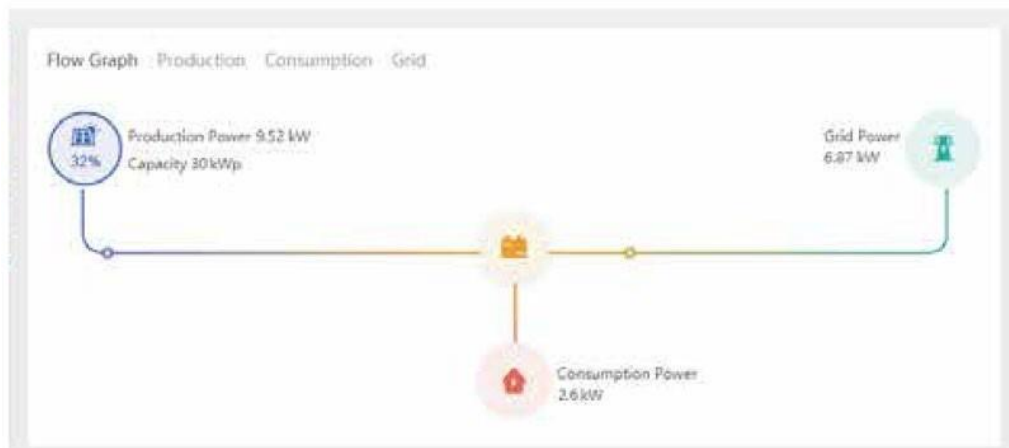 Flow Graph Production Consumption Grid
32%
Production Power 9.52 kW
Capacity 30 kWp
Grid Power
6.87 kW
Consumption Power
2.6 kW